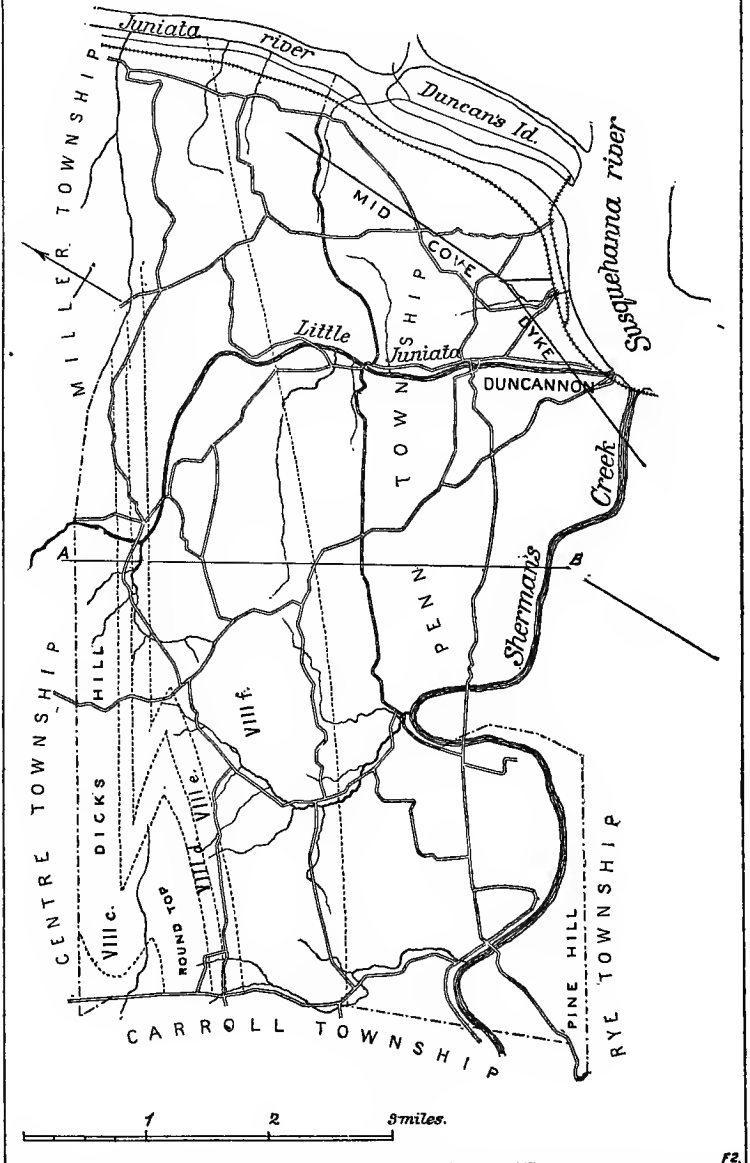 Juniata river
Duncan's Id.
Susquehanna river
MILLER TOWNSHIP
MID COVE DYKE
Little Juniata
DUNCANNON
PENN TOWNSHIP
Sherman's Creek
A
B
CENTRE TOWNSHIP
DICKS HILL
VIII f.
VIII e.
VIII d.
VIII c.
ROUND TOP
PINE HILL
RYE TOWNSHIP
CARROLL TOWNSHIP
1 2 3 miles.
F2.